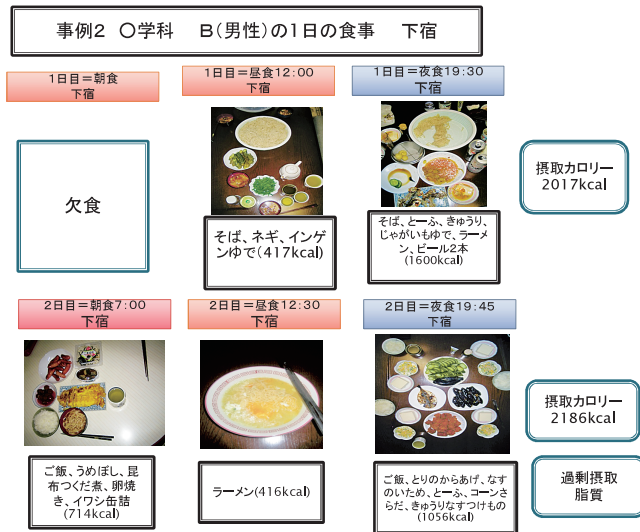 事例2 〇学科 B(男性)の1日の食事 下宿
1日目=朝食
下宿
1日目=昼食12:00
下宿
1日目=夜食19:30
下宿
欠食
そば、ネギ、インゲ
ンゆで(417kcal)
そば、とーふ、きゅうり、
じゃがいもゆで、ラーメ
ン、ビール2本
(1600kcal)
摂取カロリー
2017kcal
2日目=朝食7:00
下宿
2日目=昼食12:30
下宿
2日目=夜食19:45
下宿
ご飯、うめぼし、昆
布つくだ煮、卵焼
き、イワシ缶詰
(714kcal)
ラーメン(416kcal)
ご飯、とりのからあげ、なす
のいため、とーふ、コーンさ
らだ、きゅうりなすつけもの
(1056kcal)
摂取カロリー
2186kcal
過剰摂取
脂質